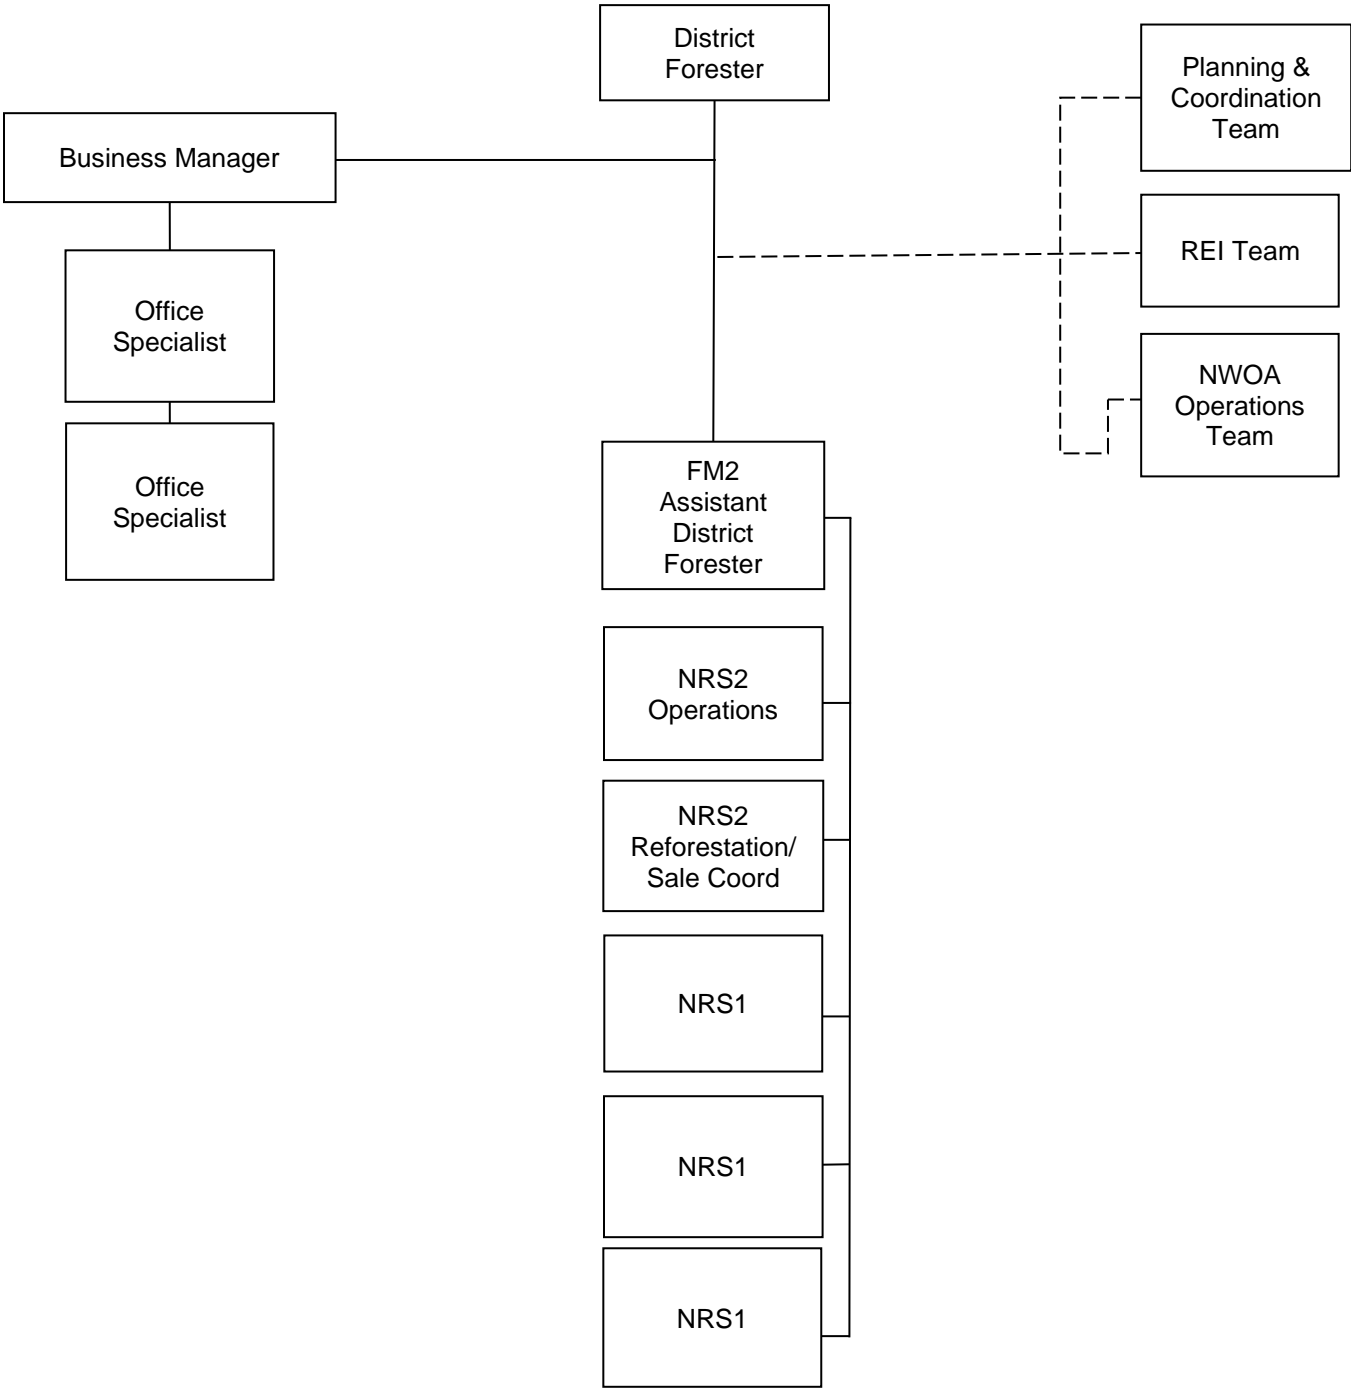 District
Forester
Planning &
Coordination
Team
Business Manager
REI Team
Office
Specialist
NWOA
Operations
Team
FM2
Assistant
District
Forester
Office
Specialist
NRS2
Operations
NRS2
Reforestation/
Sale Coord
NRS1
NRS1
NRS1